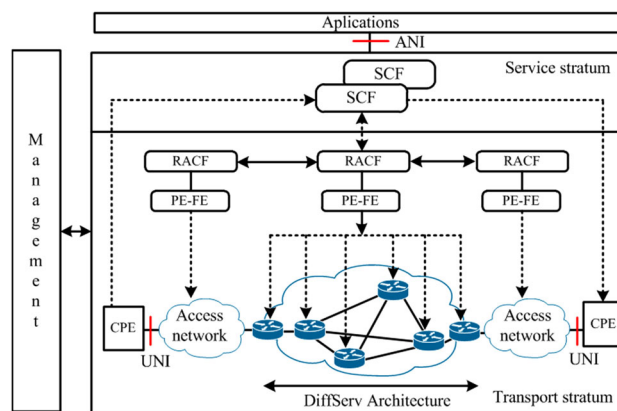 Aplications
ANI
Service stratum
SCF
SCF
Management
RACF
RACF
RACF
PE-FE
PE-FE
PE-FE
CPE
Access
network
Access
network
CPE
UNI
UNI
DiffServ Architecture
Transport stratum